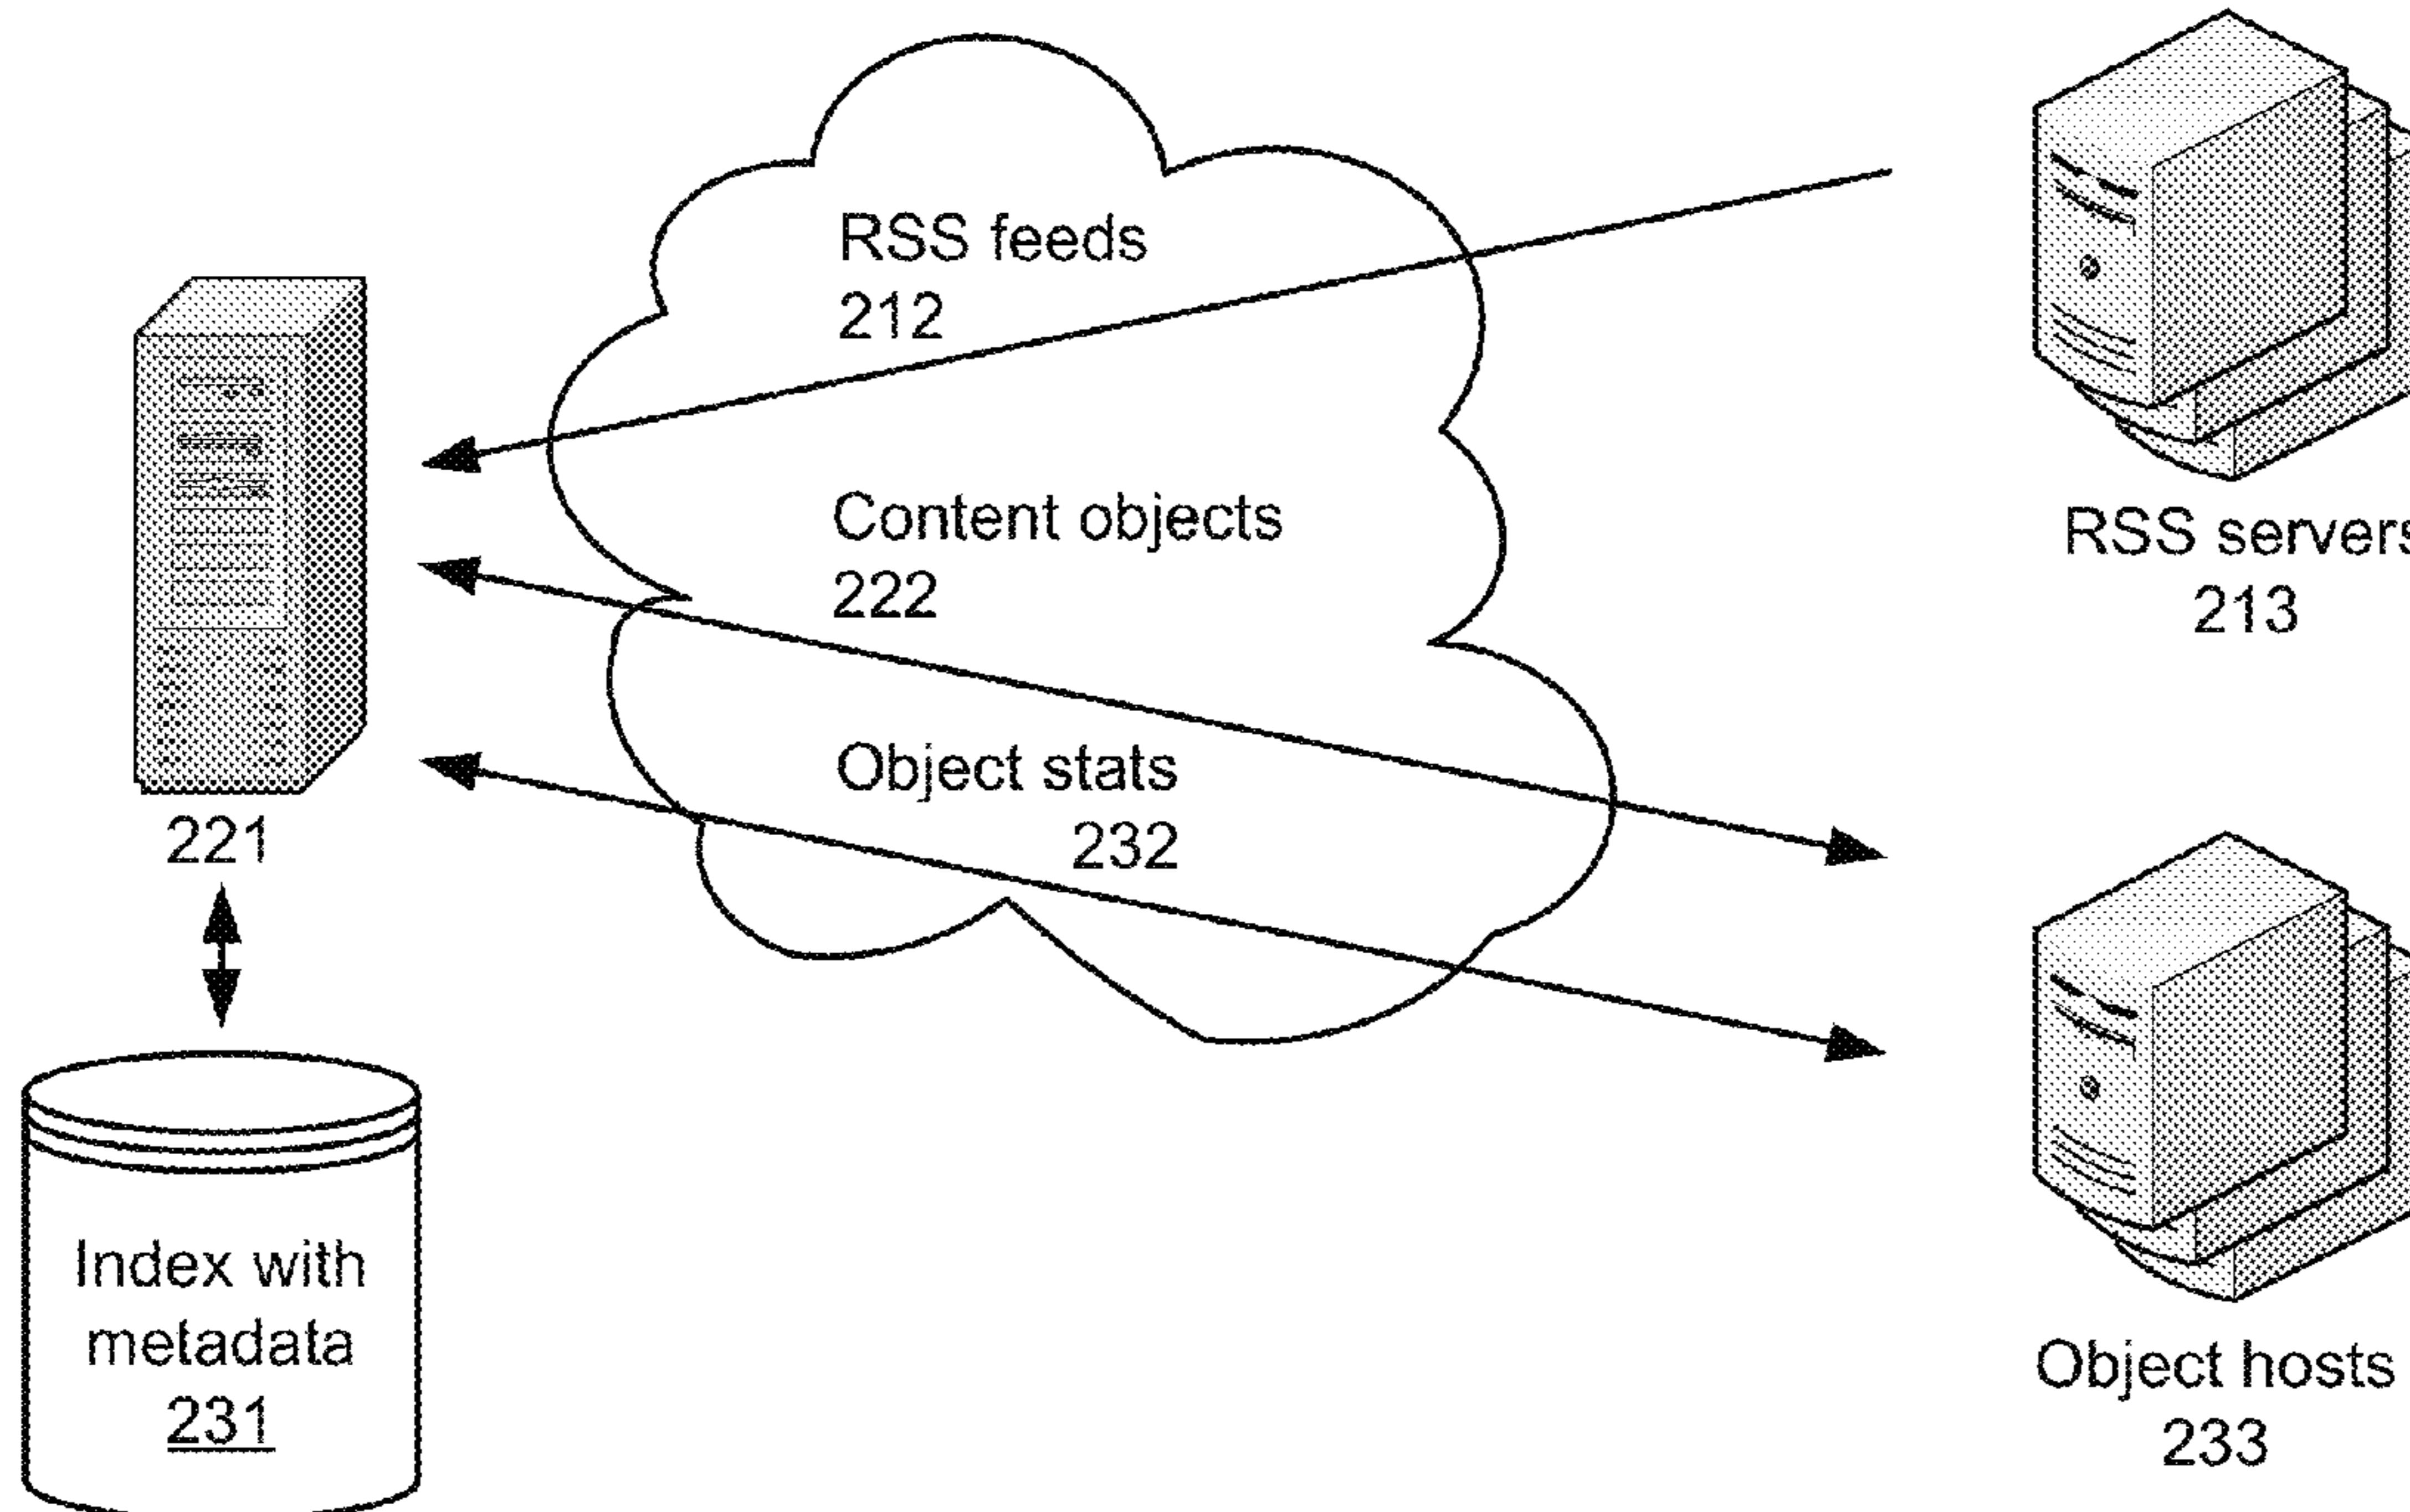 RSS feeds
212
Content objects
222
Object stats
232
221
Index with
metadata
231
RSS servers
213
Object hosts
233